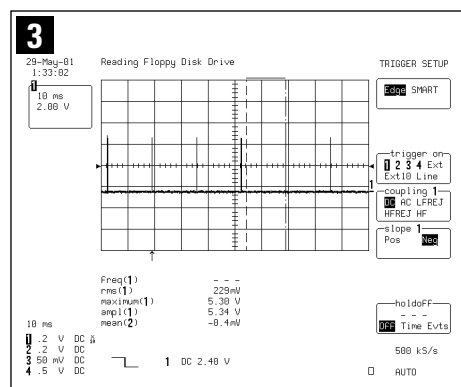 3
29-May-01
1:33:02
Reading Floppy Disk Drive
TRIGGER SETUP
1
10 ms
2.00 V
Edge SMART
trigger on
1 2 3 4 Ext
Ext10 Line
1
coupling 1
DC AC LFREJ
HFREJ HF
slope 1
Pos Neg
Freq(1) - - -
rms(1) 229mV
maximum(1) 5.30 V
ampl(1) 5.34 V
mean(2) -0.4mV
holdoff
- - -
OFF Time Evts
10 ms
1 .2 V DC
2 .2 V DC
3 50 mV DC
4 .5 V DC
1 DC 2.40 V
500 kS/s
AUTO